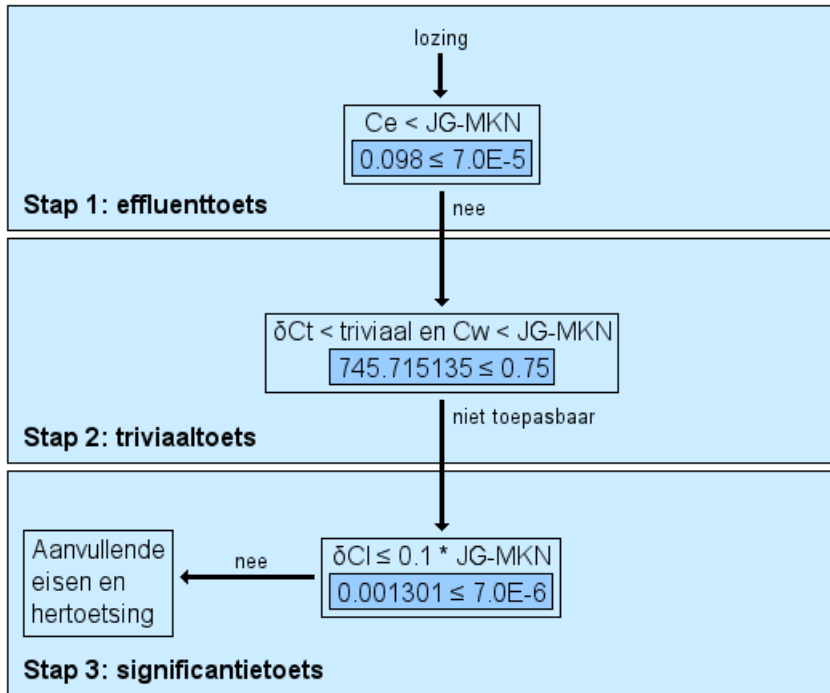 lozing
Ce < JG-MKN
0.098 ≤ 7.0E-5
Stap 1: effluenttoets
nee
δCt < triviaal en Cw < JG-MKN
745.715135 ≤ 0.75
niet toepasbaar
Stap 2: triviaaltoets
δCl ≤ 0.1 * JG-MKN
0.001301 ≤ 7.0E-6
nee
Aanvullende
eisen en
hertoetsing
Stap 3: significantietoets